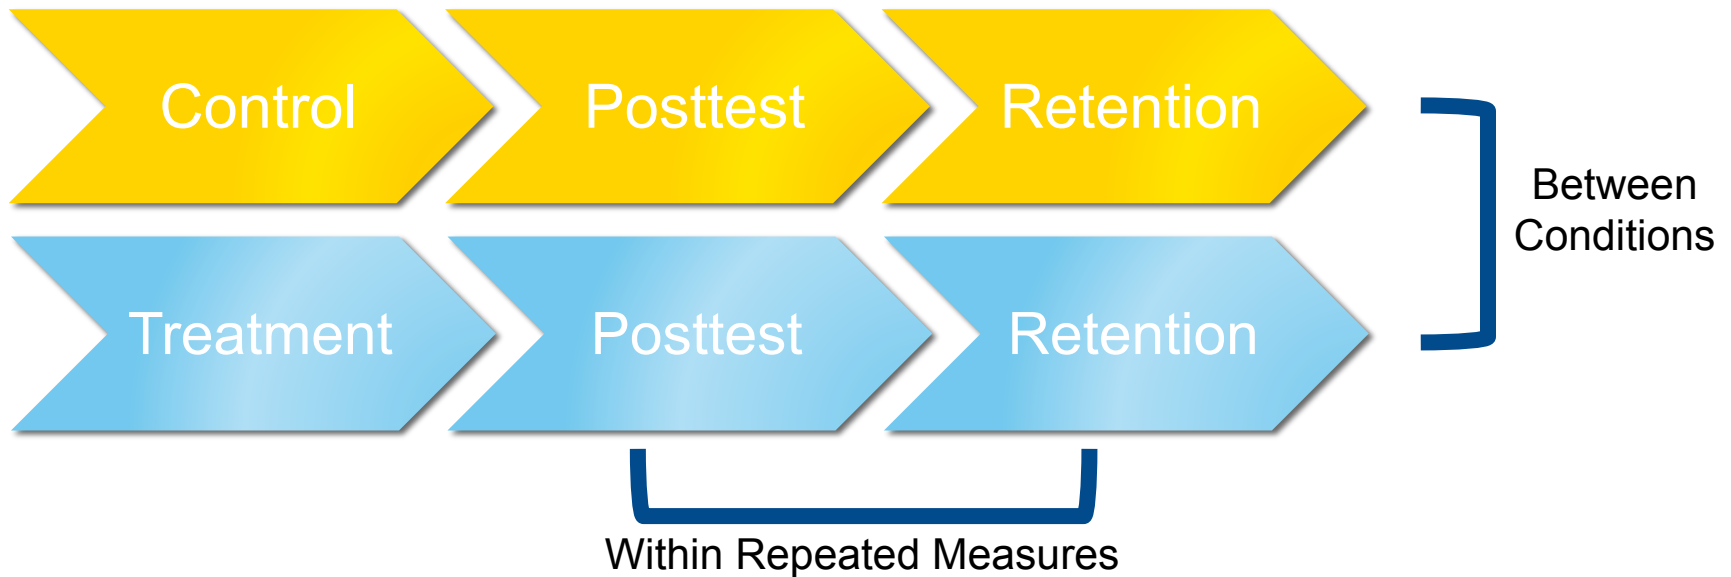 Control
Posttest
Retention
Between
Conditions
Treatment
Posttest
Retention
Within Repeated Measures